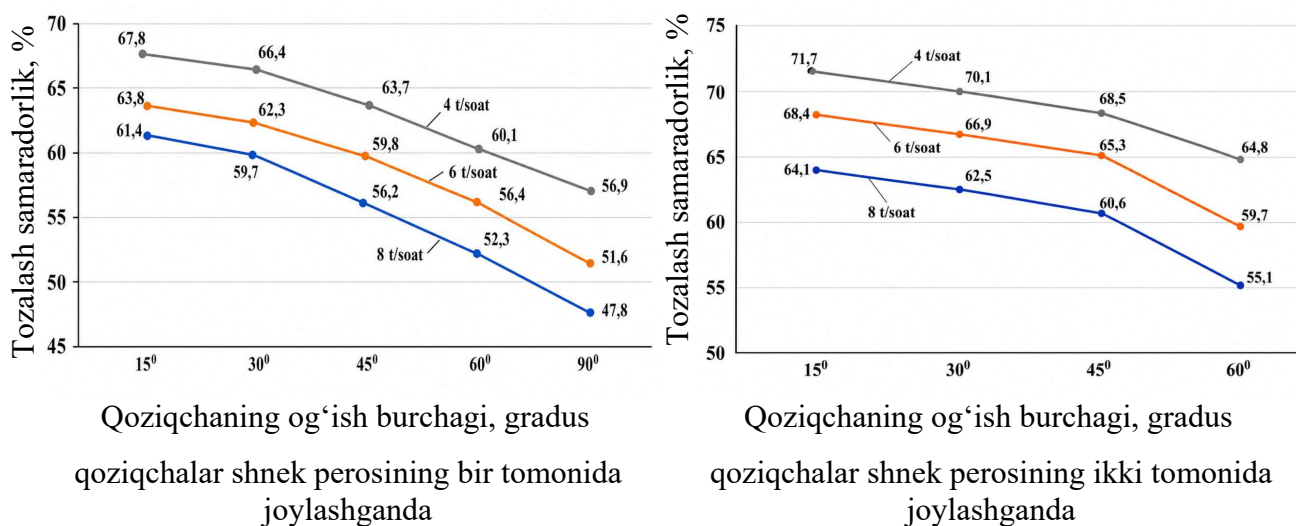 Tozalash samaradorlik, %
70
65
60
55
50
45
67,8
66,4
63,7
60,1
56,9
4 t/soat
63,8
62,3
59,8
56,4
51,6
6 t/soat
61,4
59,7
56,2
52,3
47,8
8 t/soat
15⁰ 30⁰ 45⁰ 60⁰ 90⁰
Qoziqchaning og‘ish burchagi, gradus
qoziqchalar shnek perosining bir tomonida
joylashganda
Tozalash samaradorlik, %
75
70
65
60
55
50
71,7
70,1
68,5
64,8
4 t/soat
68,4
66,9
65,3
59,7
6 t/soat
64,1
62,5
60,6
55,1
8 t/soat
15⁰ 30⁰ 45⁰ 60⁰
Qoziqchaning og‘ish burchagi, gradus
qoziqchalar shnek perosining ikki tomonida
joylashganda